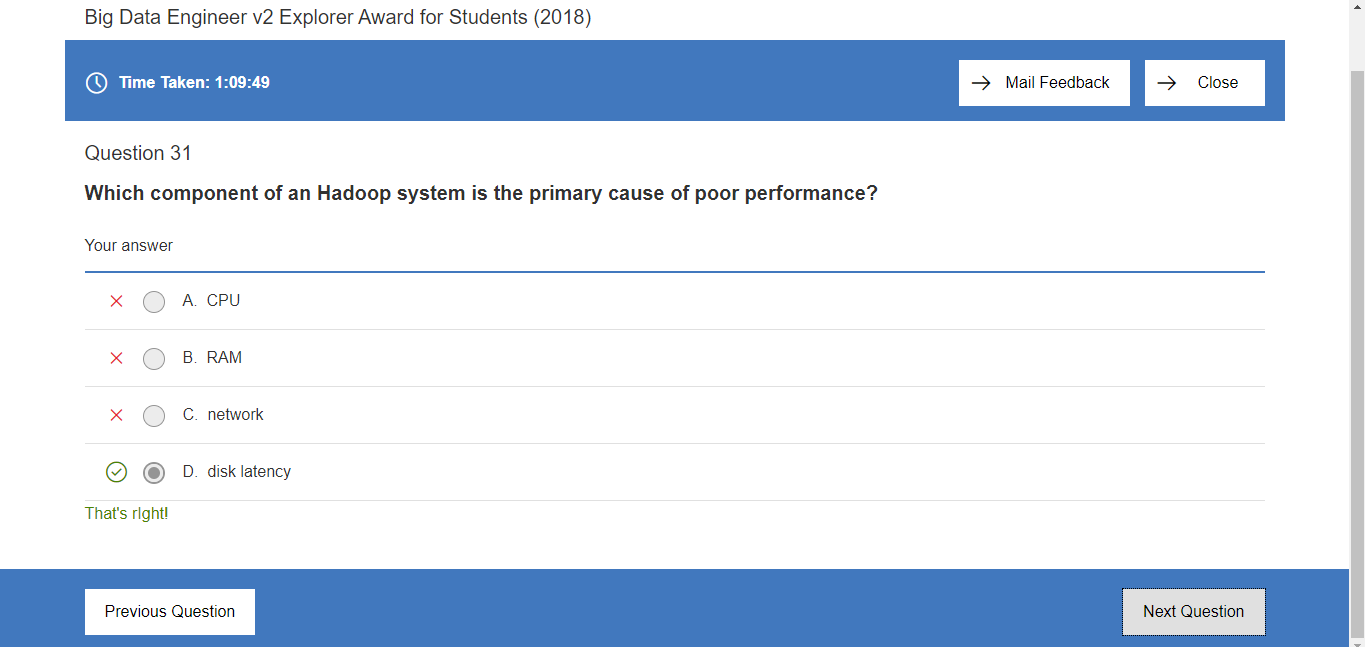 Big Data Engineer v2 Explorer Award for Students (2018)
Time Taken: 1:09:49
Mail Feedback
Close
Question 31
Which component of an Hadoop system is the primary cause of poor performance?
Your answer
A. CPU
B. RAM
C. network
D. disk latency
That's right!
Previous Question
Next Question